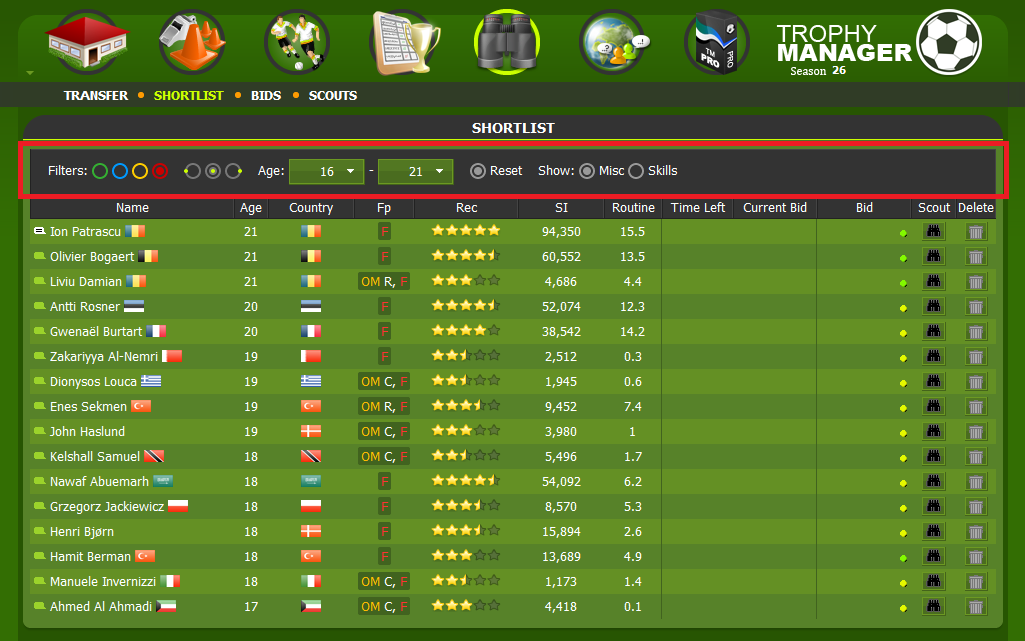 TROPHY
MANAGER
Season 26
TM PRO
PRO
TRANSFER • SHORTLIST • BIDS • SCOUTS
SHORTLIST
Filters: Age: 16 - 21 Reset Show: Misc Skills
Name Age Country Fp Rec SI Routine Time Left Current Bid Bid Scout Delete
Ion Patrascu 21 F 94,350 15.5
Olivier Bogaert 21 F 60,552 13.5
Liviu Damian 21 OM R, F 4,686 4.4
Antti Rosner 20 F 52,074 12.3
Gwenaël Burtart 20 F 38,542 14.2
Zakariyya Al-Nemri 19 F 2,512 0.3
Dionysos Louca 19 OM C, F 1,945 0.6
Enes Sekmen 19 OM R, F 9,452 7.4
John Haslund 19 OM C, F 3,980 1
Kelshall Samuel 18 OM C, F 5,496 1.7
Nawaf Abuemarh 18 F 54,092 6.2
Grzegorz Jackiewicz 18 F 8,570 5.3
Henri Bjørn 18 F 15,894 2.6
Hamit Berman 18 F 13,689 4.9
Manuele Invernizzi 18 OM C, F 1,173 1.4
Ahmed Al Ahmadi 17 OM C, F 4,418 0.1